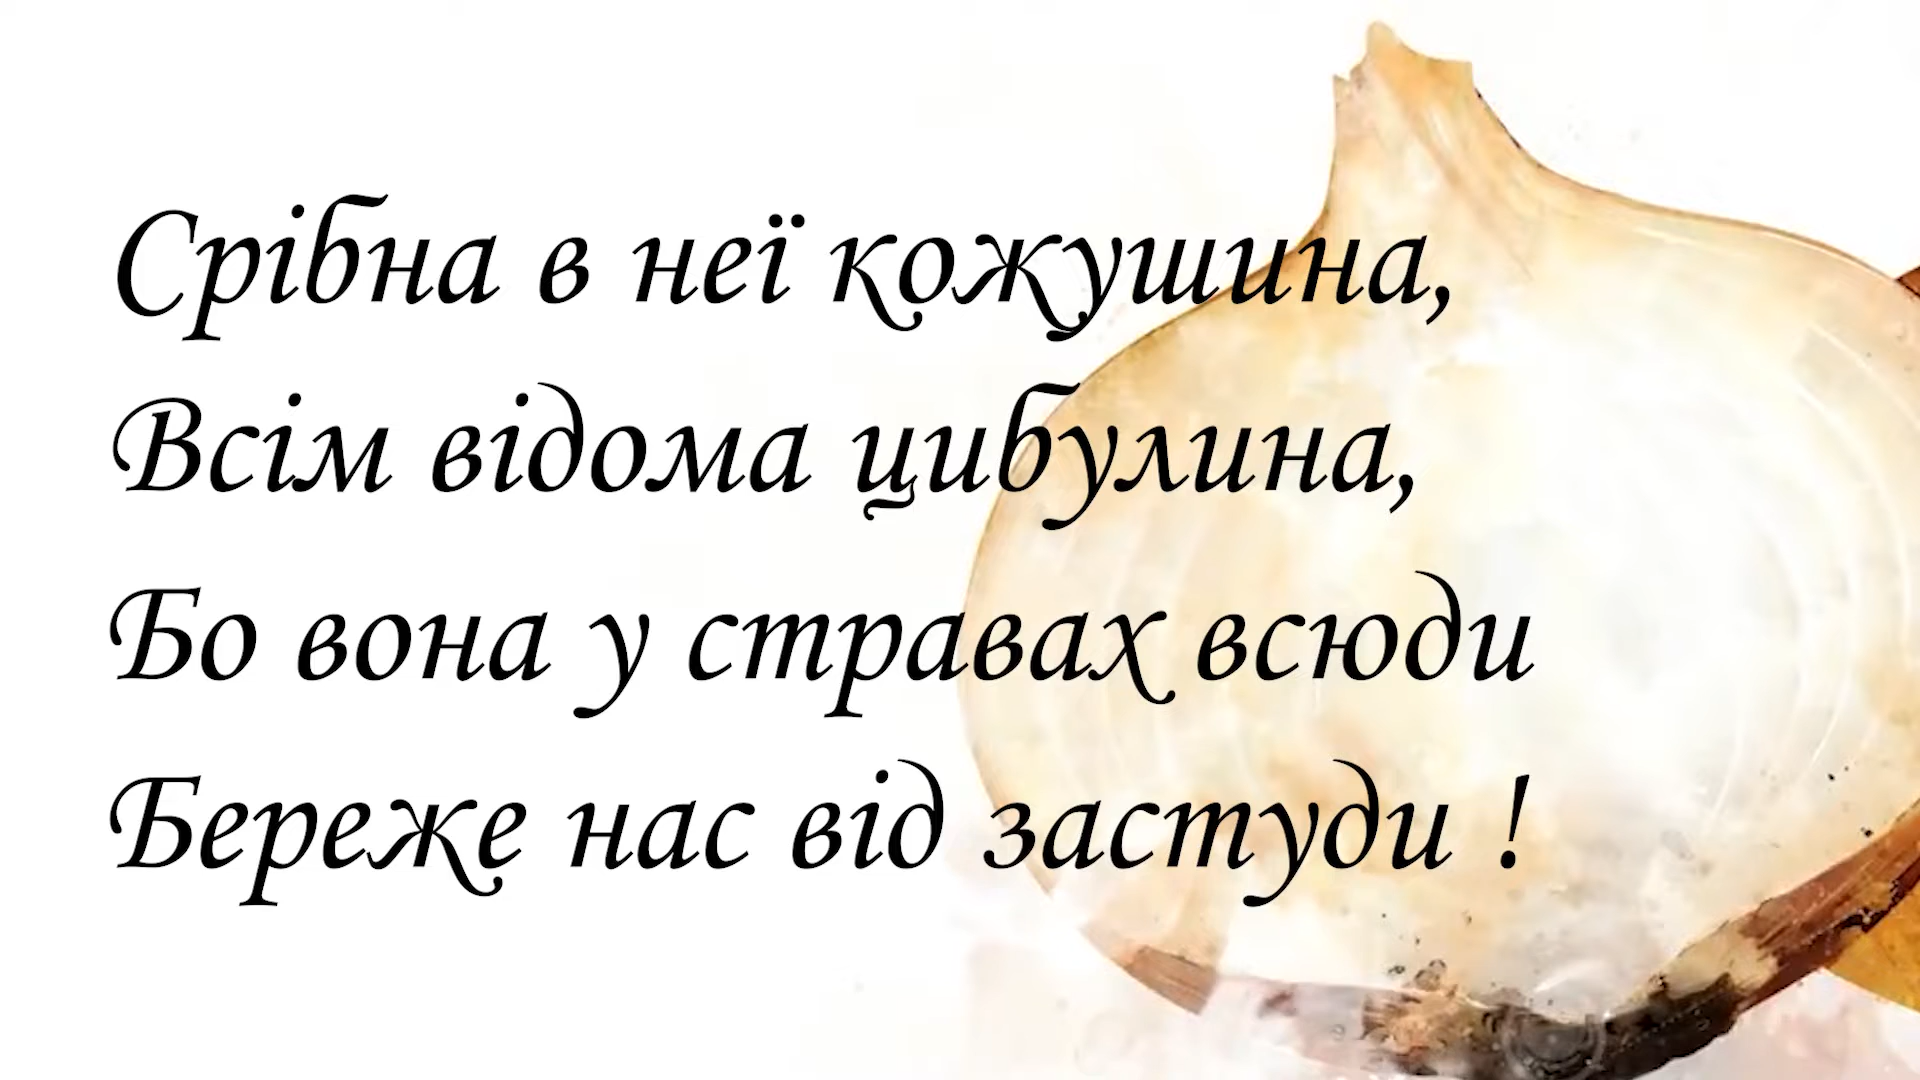 Срібна в неї кожушина,
Всім відома цибулина,
Бо вона у стравах всюди
Береже нас від застуди !